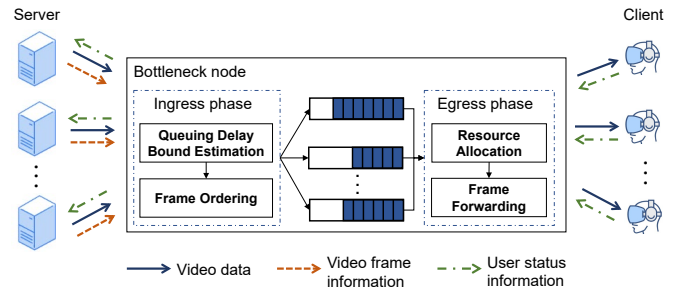 Server
Client
Bottleneck node
Ingress phase
Egress phase
Queuing Delay
Bound Estimation
Resource
Allocation
Frame Ordering
Frame
Forwarding
Video data
Video frame
information
User status
information